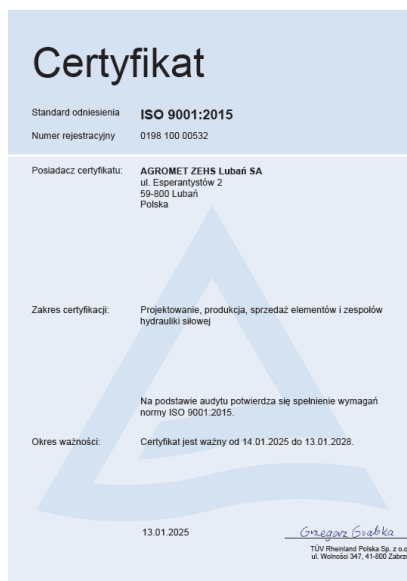 Certyfikat
Standard odniesienia ISO 9001:2015
Numer rejestracyjny 0198 100 00532
Posiadacz certyfikatu: AGROMET ZEHS Lubań SA
ul. Esperantystów 2
59-800 Lubań
Polska
Zakres certyfikacji: Projektowanie, produkcja, sprzedaż elementów i zespołów
hydrauliki siłowej
Na podstawie audytu potwierdza się spełnienie wymagań
normy ISO 9001:2015.
Okres ważności: Certyfikat jest ważny od 14.01.2025 do 13.01.2028.
13.01.2025 Grzegorz Grabka
TÜV Rheinland Polska Sp. z o.o
ul. Wolności 347, 41-800 Zabrz